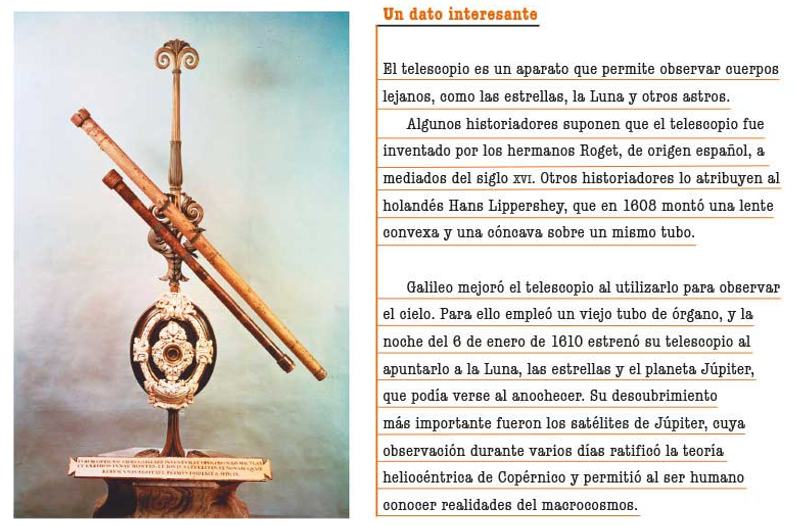 Un dato interesante
El telescopio es un aparato que permite observar cuerpos
lejanos, como las estrellas, la Luna y otros astros.
Algunos historiadores suponen que el telescopio fue
inventado por los hermanos Roget, de origen español, a
mediados del siglo XVI. Otros historiadores lo atribuyen al
holandés Hans Lippershey, que en 1608 montó una lente
convexa y una cóncava sobre un mismo tubo.
Galileo mejoró el telescopio al utilizarlo para observar
el cielo. Para ello empleó un viejo tubo de órgano, y la
noche del 6 de enero de 1610 estrenó su telescopio al
apuntarlo a la Luna, las estrellas y el planeta Júpiter,
que podía verse al anochecer. Su descubrimiento
más importante fueron los satélites de Júpiter, cuya
observación durante varios días ratificó la teoría
heliocéntrica de Copérnico y permitió al ser humano
conocer realidades del macrocosmos.